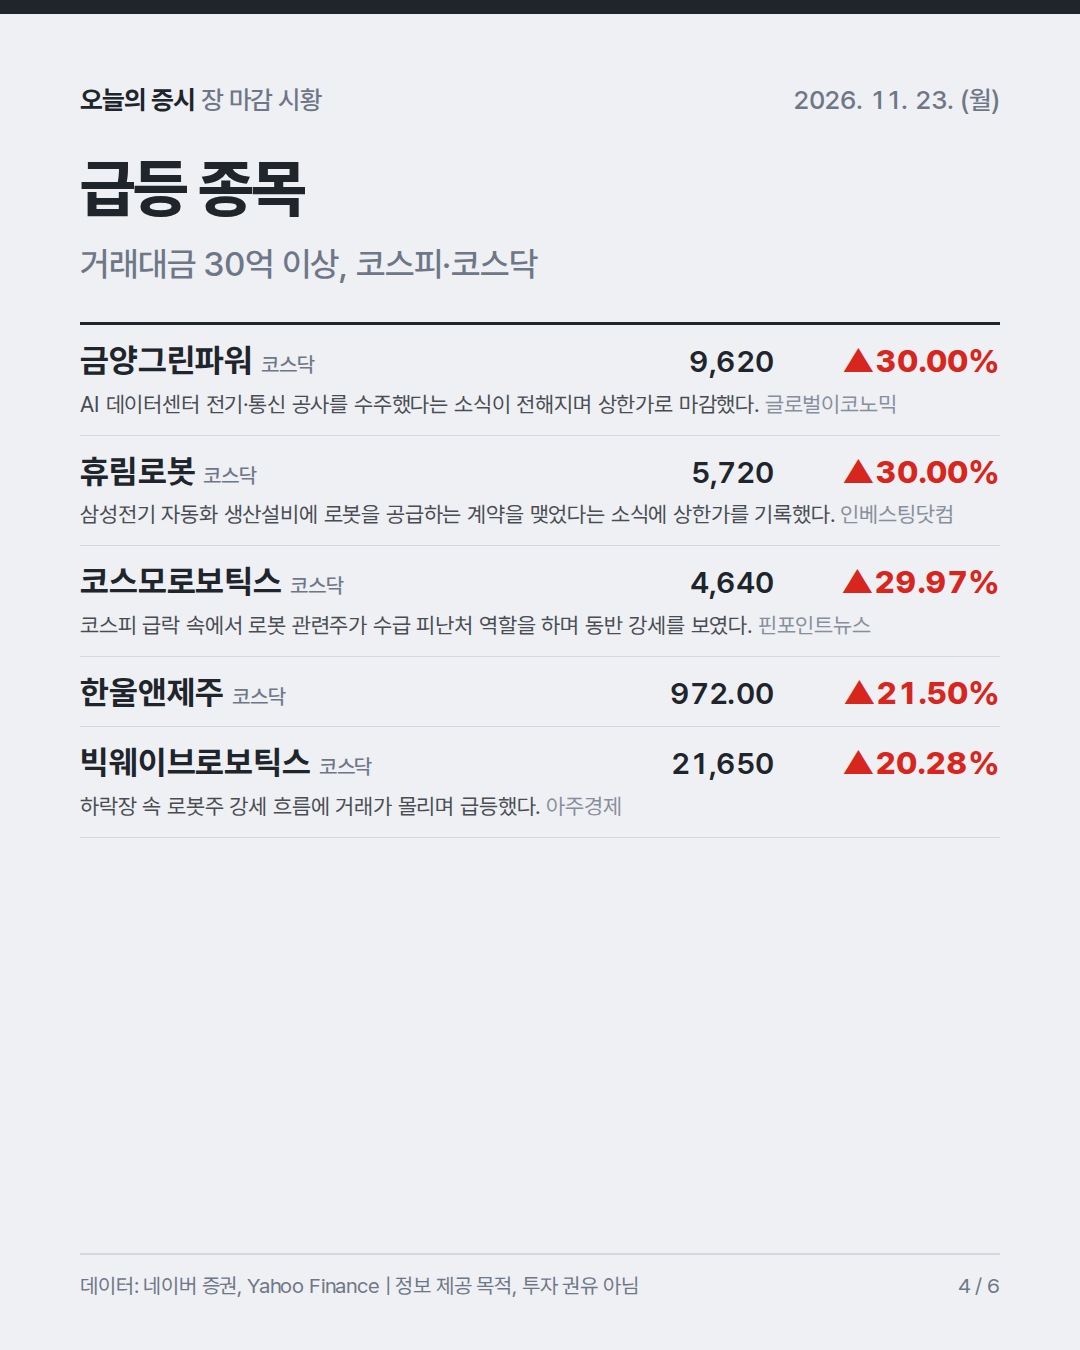 오늘의 증시 장 마감 시황 2026. 11. 23. (월)
급등 종목
거래대금 30억 이상, 코스피·코스닥
금양그린파워 코스닥 9,620 ▲30.00%
AI 데이터센터 전기·통신 공사를 수주했다는 소식이 전해지며 상한가로 마감했다. 글로벌이코노믹
휴림로봇 코스닥 5,720 ▲30.00%
삼성전기 자동화 생산설비에 로봇을 공급하는 계약을 맺었다는 소식에 상한가를 기록했다. 인베스팅닷컴
코스모로보틱스 코스닥 4,640 ▲29.97%
코스피 급락 속에서 로봇 관련주가 수급 피난처 역할을 하며 동반 강세를 보였다. 핀포인트뉴스
한울앤제주 코스닥 972.00 ▲21.50%
빅웨이브로보틱스 코스닥 21,650 ▲20.28%
하락장 속 로봇주 강세 흐름에 거래가 몰리며 급등했다. 아주경제
데이터: 네이버 증권, Yahoo Finance | 정보 제공 목적, 투자 권유 아님 4 / 6